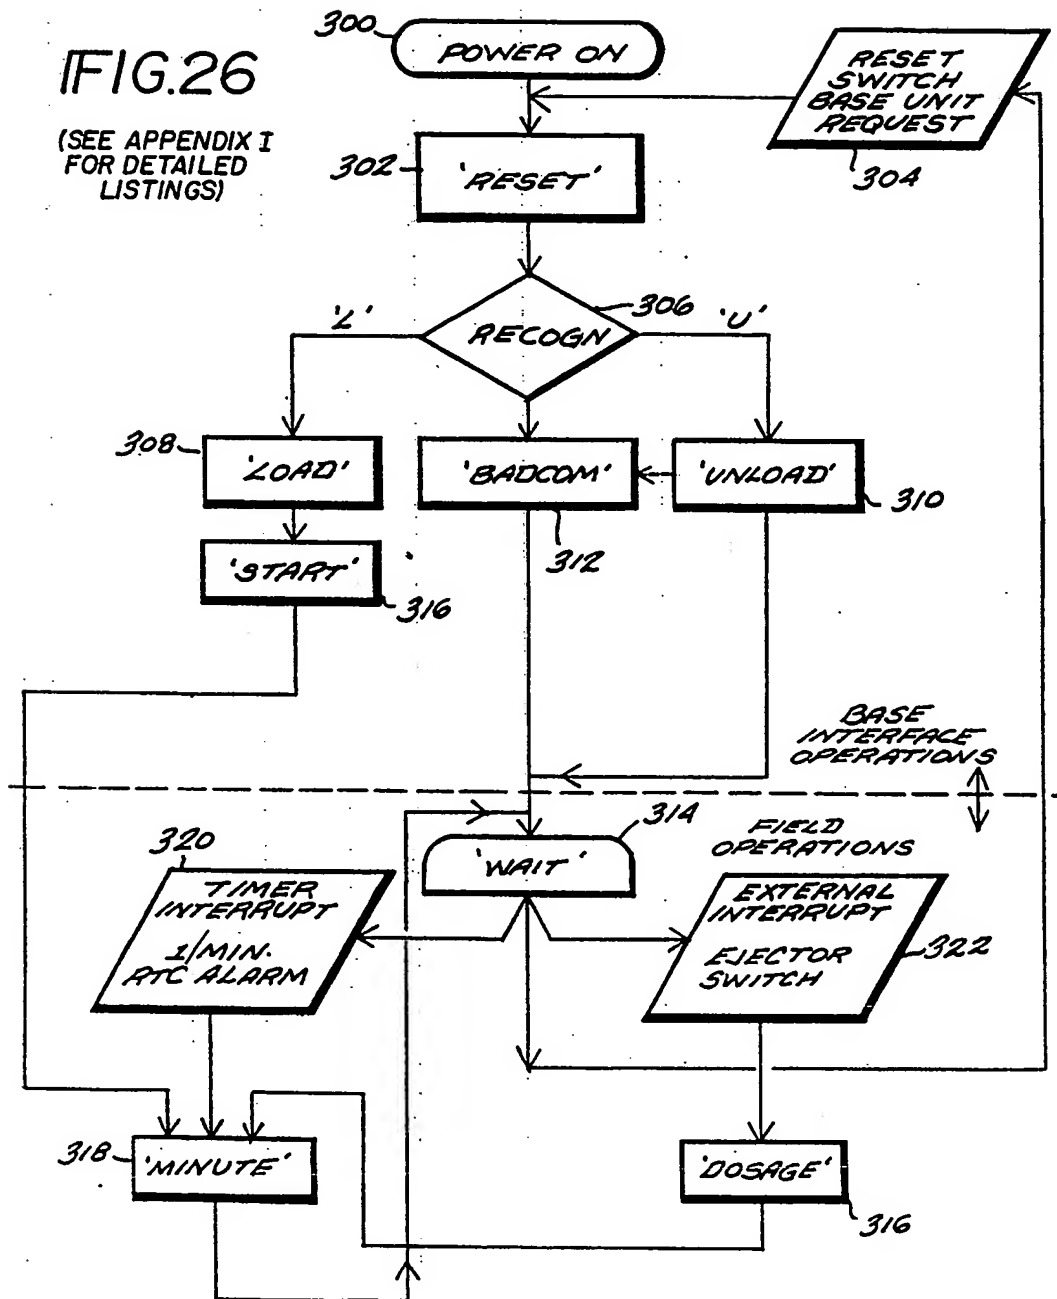 FIG.26
(SEE APPENDIX I
FOR DETAILED
LISTINGS)
300
POWER ON
RESET
SWITCH
BASE UNIT
REQUEST
304
302
'RESET'
306
RECOGN
'L'
'U'
308
'LOAD'
'BADCOM'
'UNLOAD'
310
312
'START'
316
BASE
INTERFACE
OPERATIONS
314
'WAIT'
FIELD
OPERATIONS
320
TIMER
INTERRUPT
1/MIN.
RTC ALARM
EXTERNAL
INTERRUPT
EJECTOR
SWITCH
322
318
'MINUTE'
'DOSAGE'
316